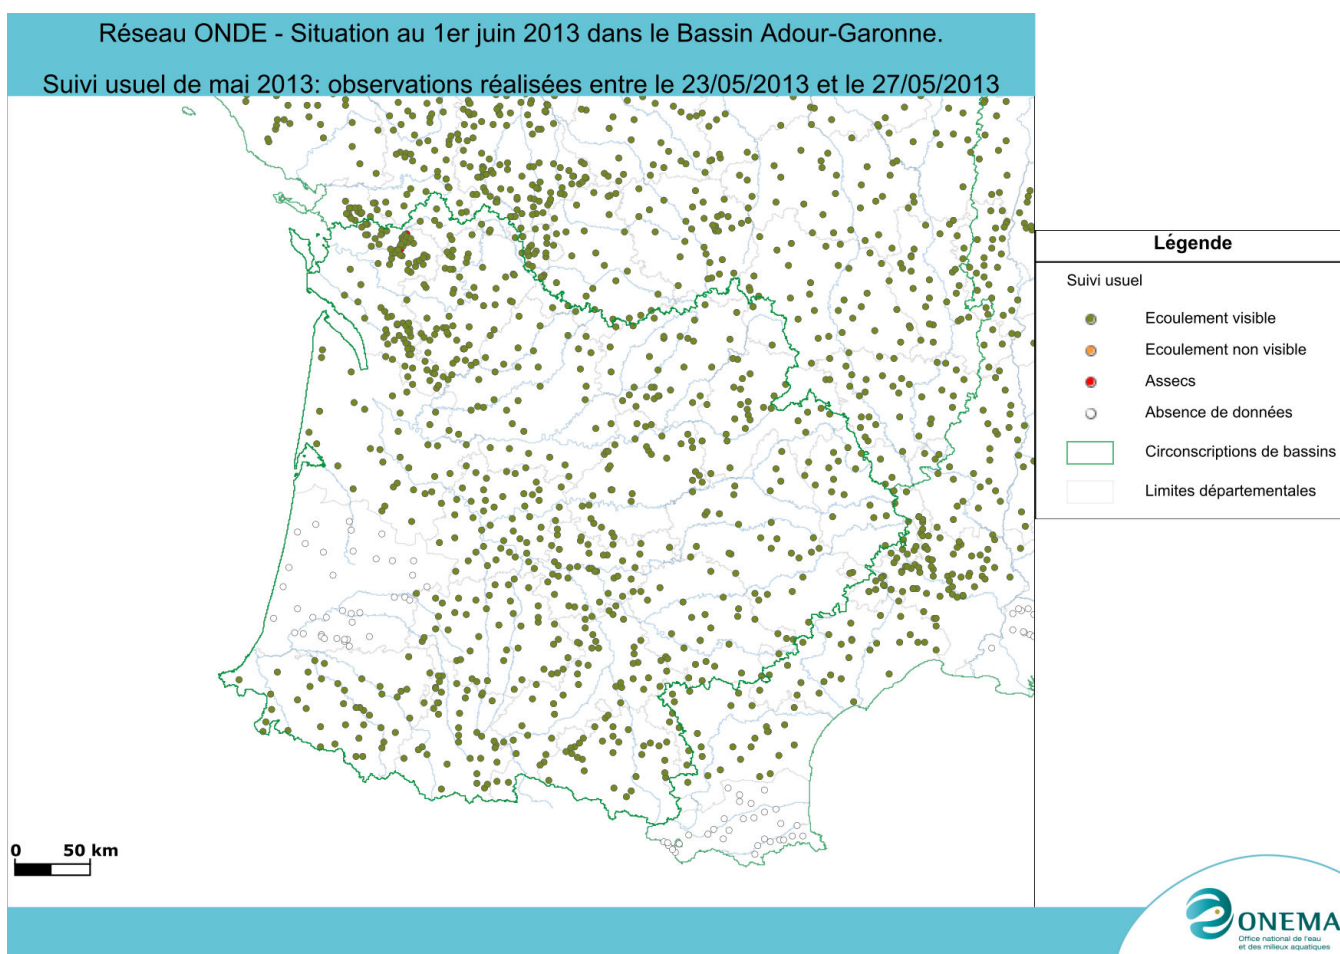 Réseau ONDE - Situation au 1er juin 2013 dans le Bassin Adour-Garonne.
Suivi usuel de mai 2013: observations réalisées entre le 23/05/2013 et le 27/05/2013
Légende
Suivi usuel
Ecoulement visible
Ecoulement non visible
Assecs
Absence de données
Circonscriptions de bassins
Limites départementales
0 50 km
ONEMA
Office national de l'eau
et des milieux aquatiques